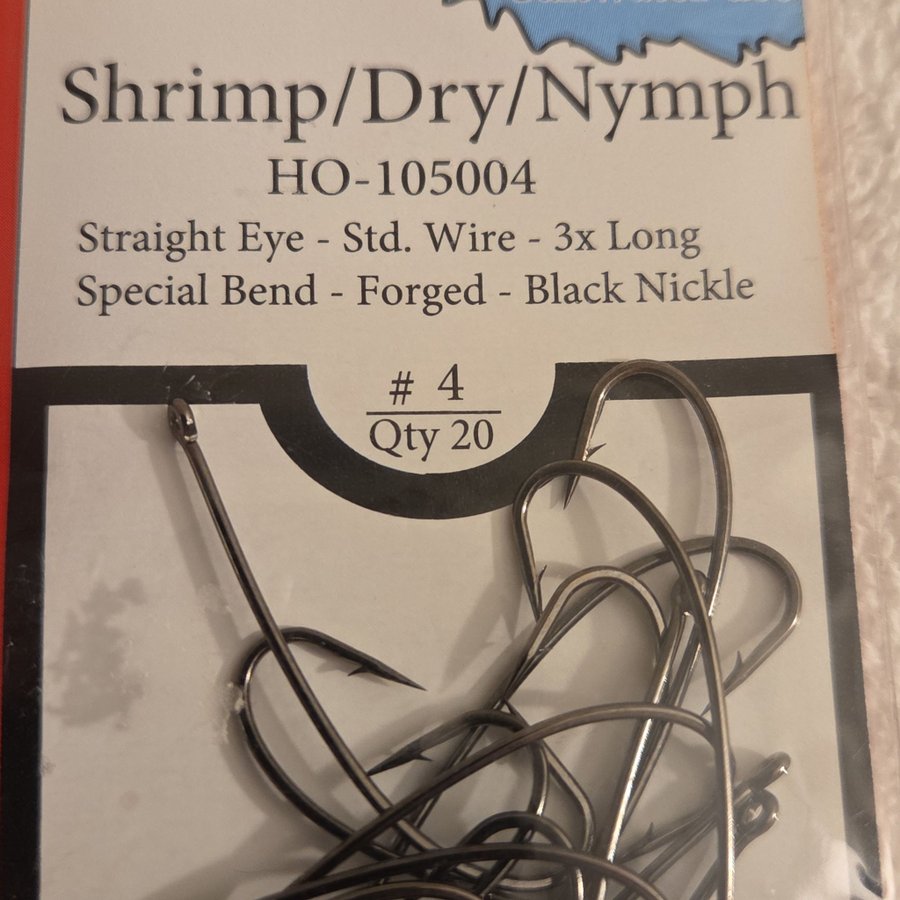 Shrimp/Dry/Nymph
HO-105004
Straight Eye - Std. Wire - 3x Long
Special Bend - Forged - Black Nickle
# 4
Qty 20